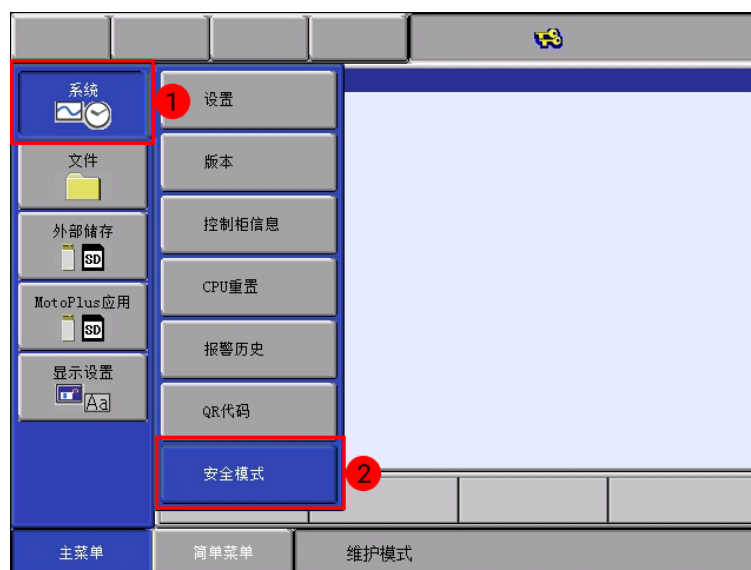 系统
1
设置
文件
版本
外部储存
SD
控制柜信息
MotoPlus应用
SD
CPU重置
显示设置
Aa
报警历史
QR代码
安全模式
2
主菜单
简单菜单
维护模式